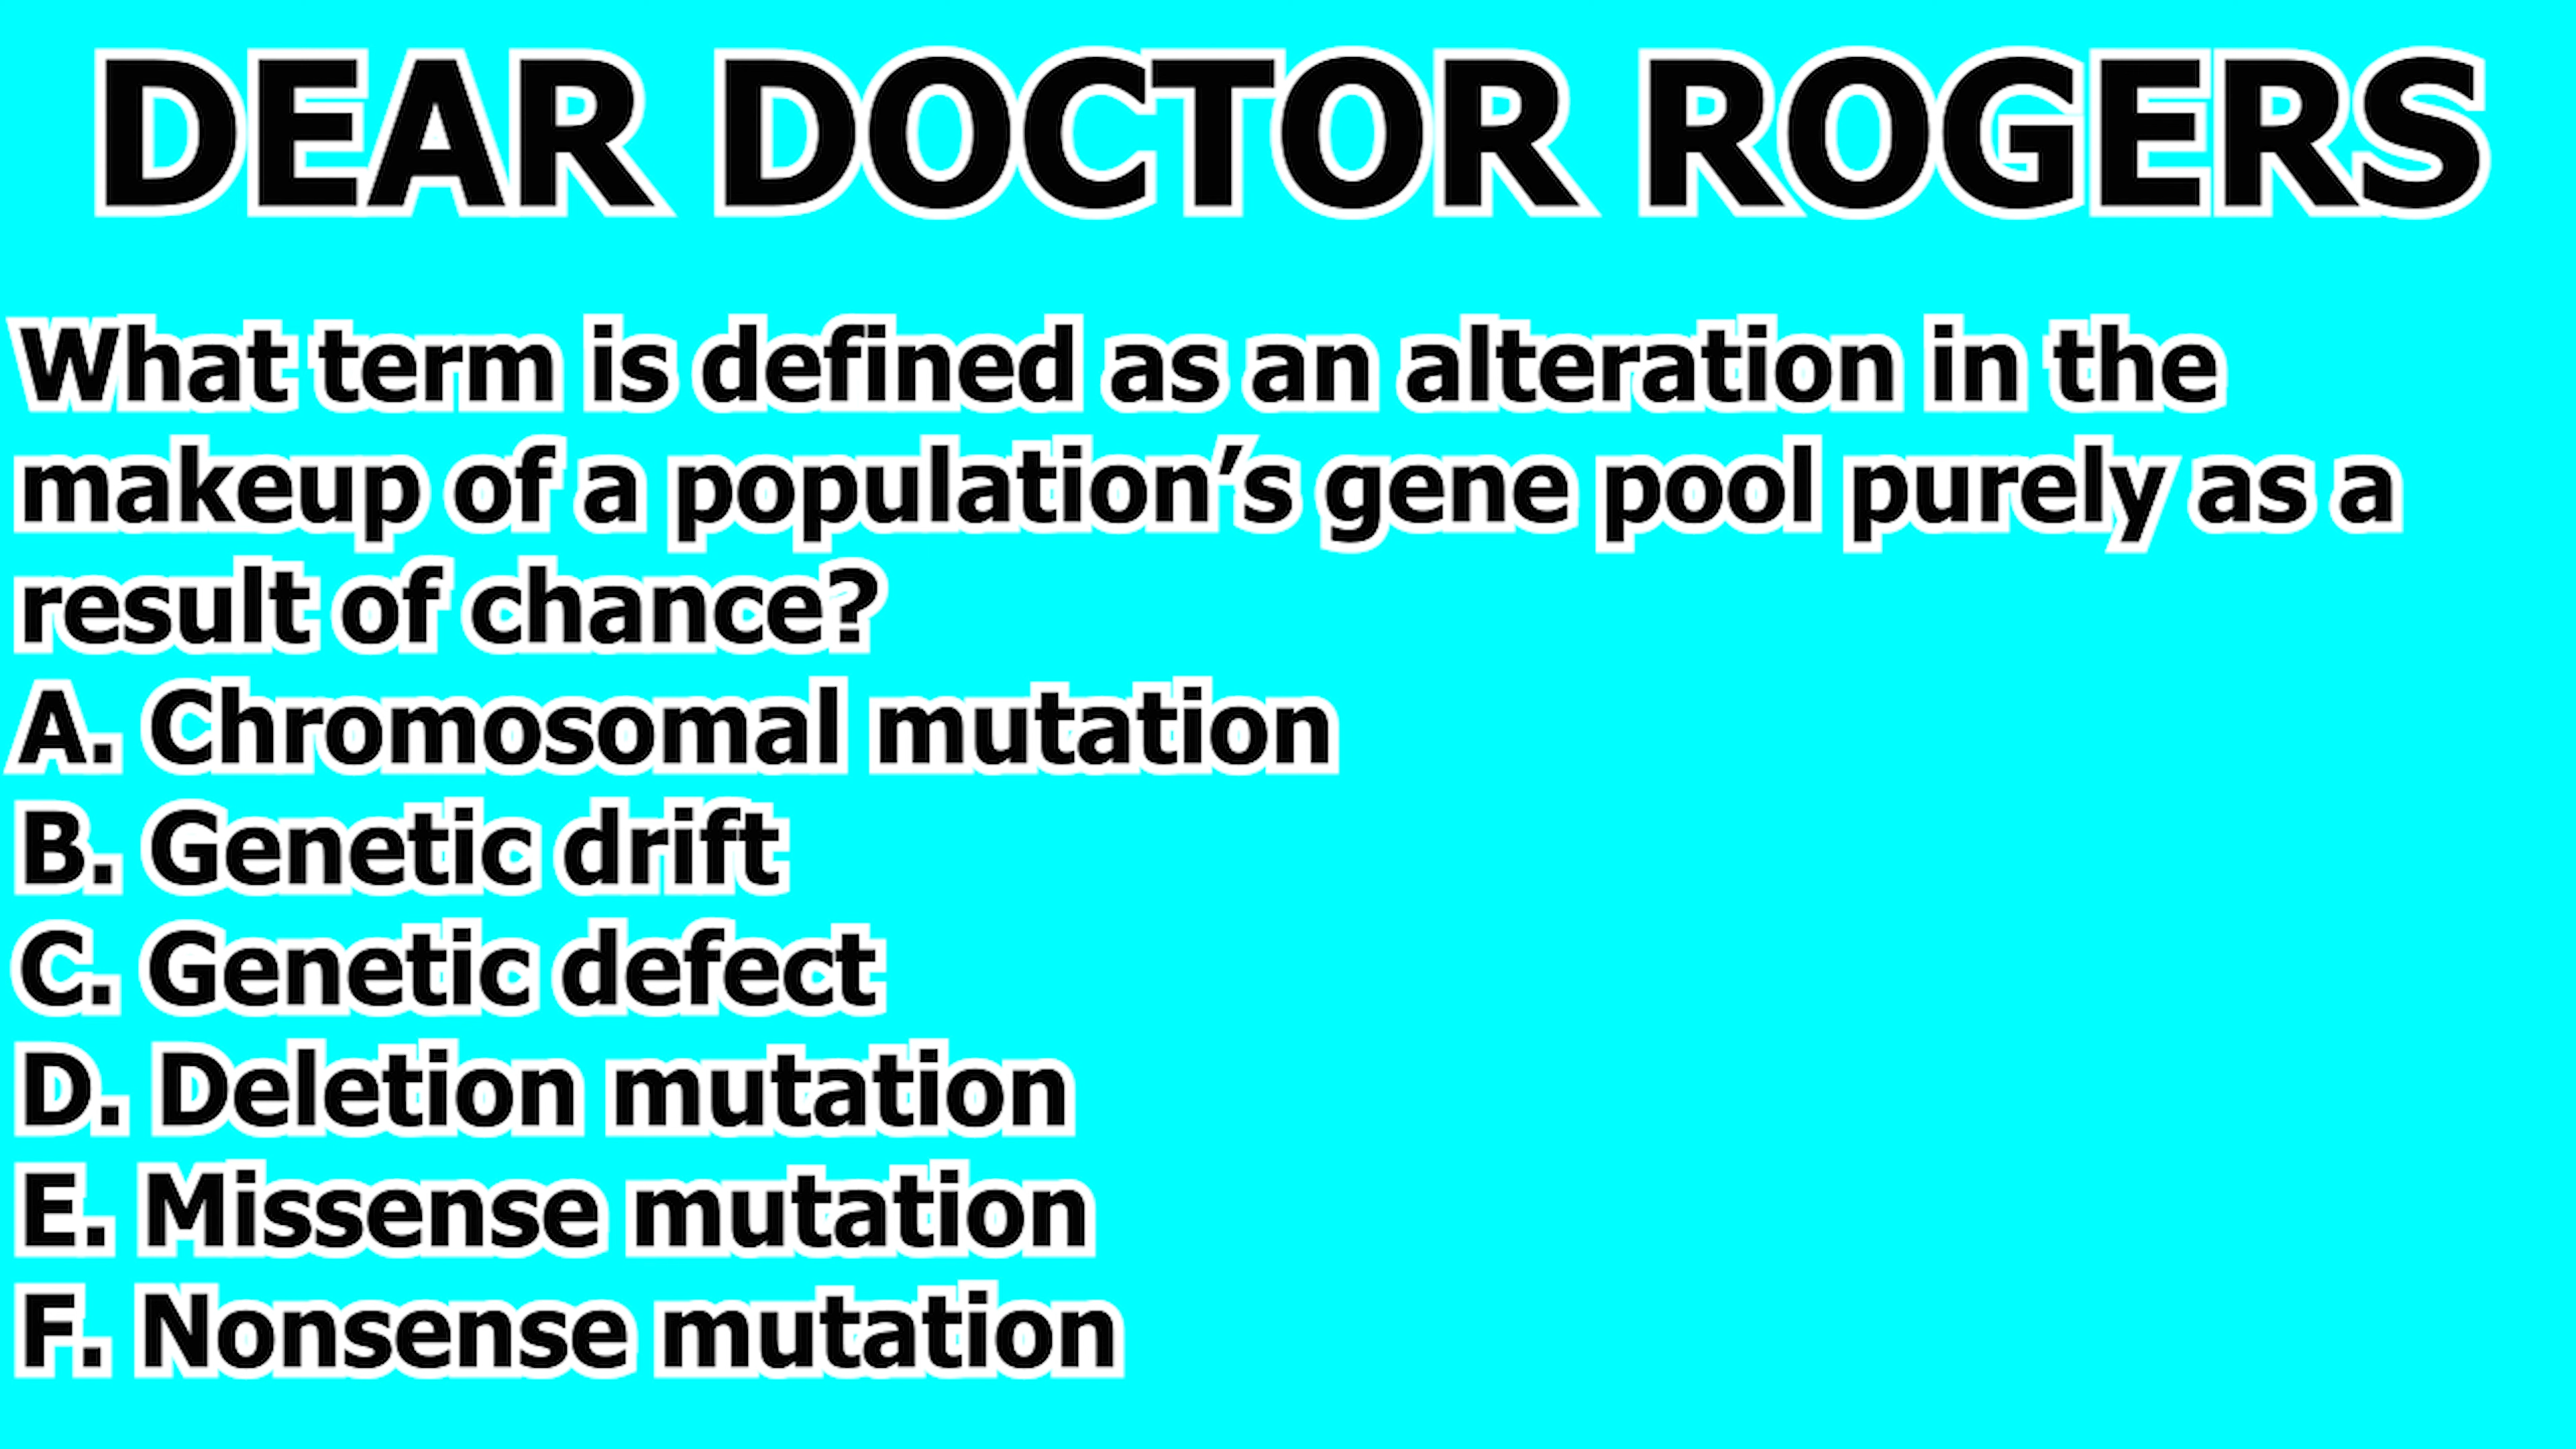 DEAR DOCTOR ROGERS
What term is defined as an alteration in the
makeup of a population’s gene pool purely as a
result of chance?
A. Chromosomal mutation
B. Genetic drift
C. Genetic defect
D. Deletion mutation
E. Missense mutation
F. Nonsense mutation